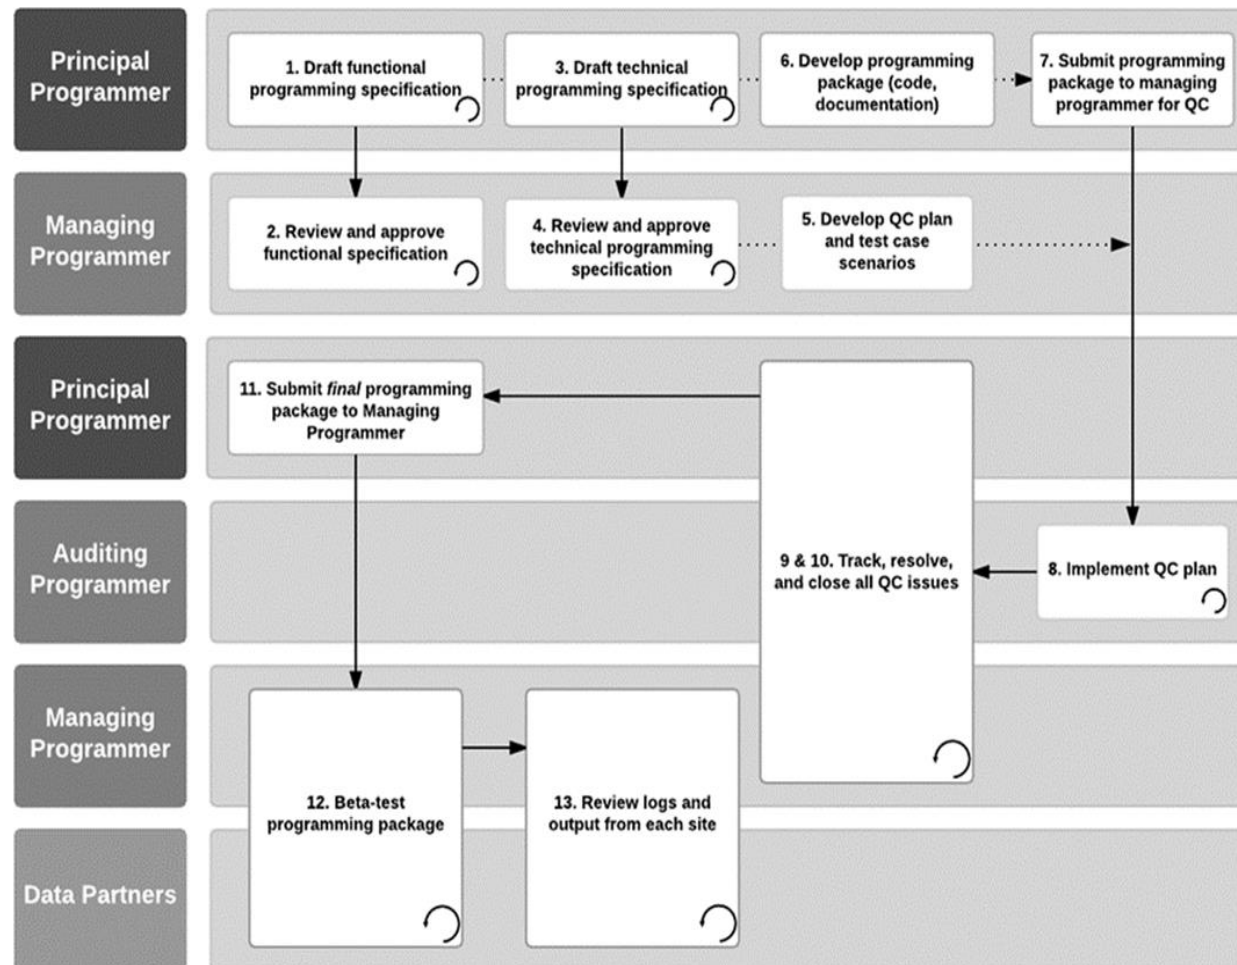 Principal
Programmer
1. Draft functional
programming specification
3. Draft technical
programming specification
6. Develop programming
package (code,
documentation)
7. Submit programming
package to managing
programmer for QC
Managing
Programmer
2. Review and approve
functional specification
4. Review and approve
technical programming
specification
5. Develop QC plan
and test case
scenarios
Principal
Programmer
11. Submit final programming
package to Managing
Programmer
Auditing
Programmer
9 & 10. Track, resolve,
and close all QC issues
8. Implement QC plan
Managing
Programmer
12. Beta-test
programming package
13. Review logs and
output from each site
Data Partners